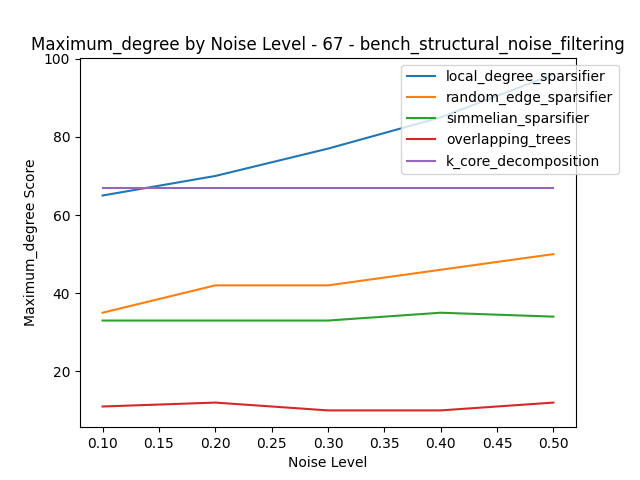 Maximum_degree by Noise Level - 67 - bench_structural_noise_filtering
local_degree_sparsifier
random_edge_sparsifier
simmelian_sparsifier
overlapping_trees
k_core_decomposition
Maximum_degree Score
100
80
60
40
20
0.10 0.15 0.20 0.25 0.30 0.35 0.40 0.45 0.50
Noise Level